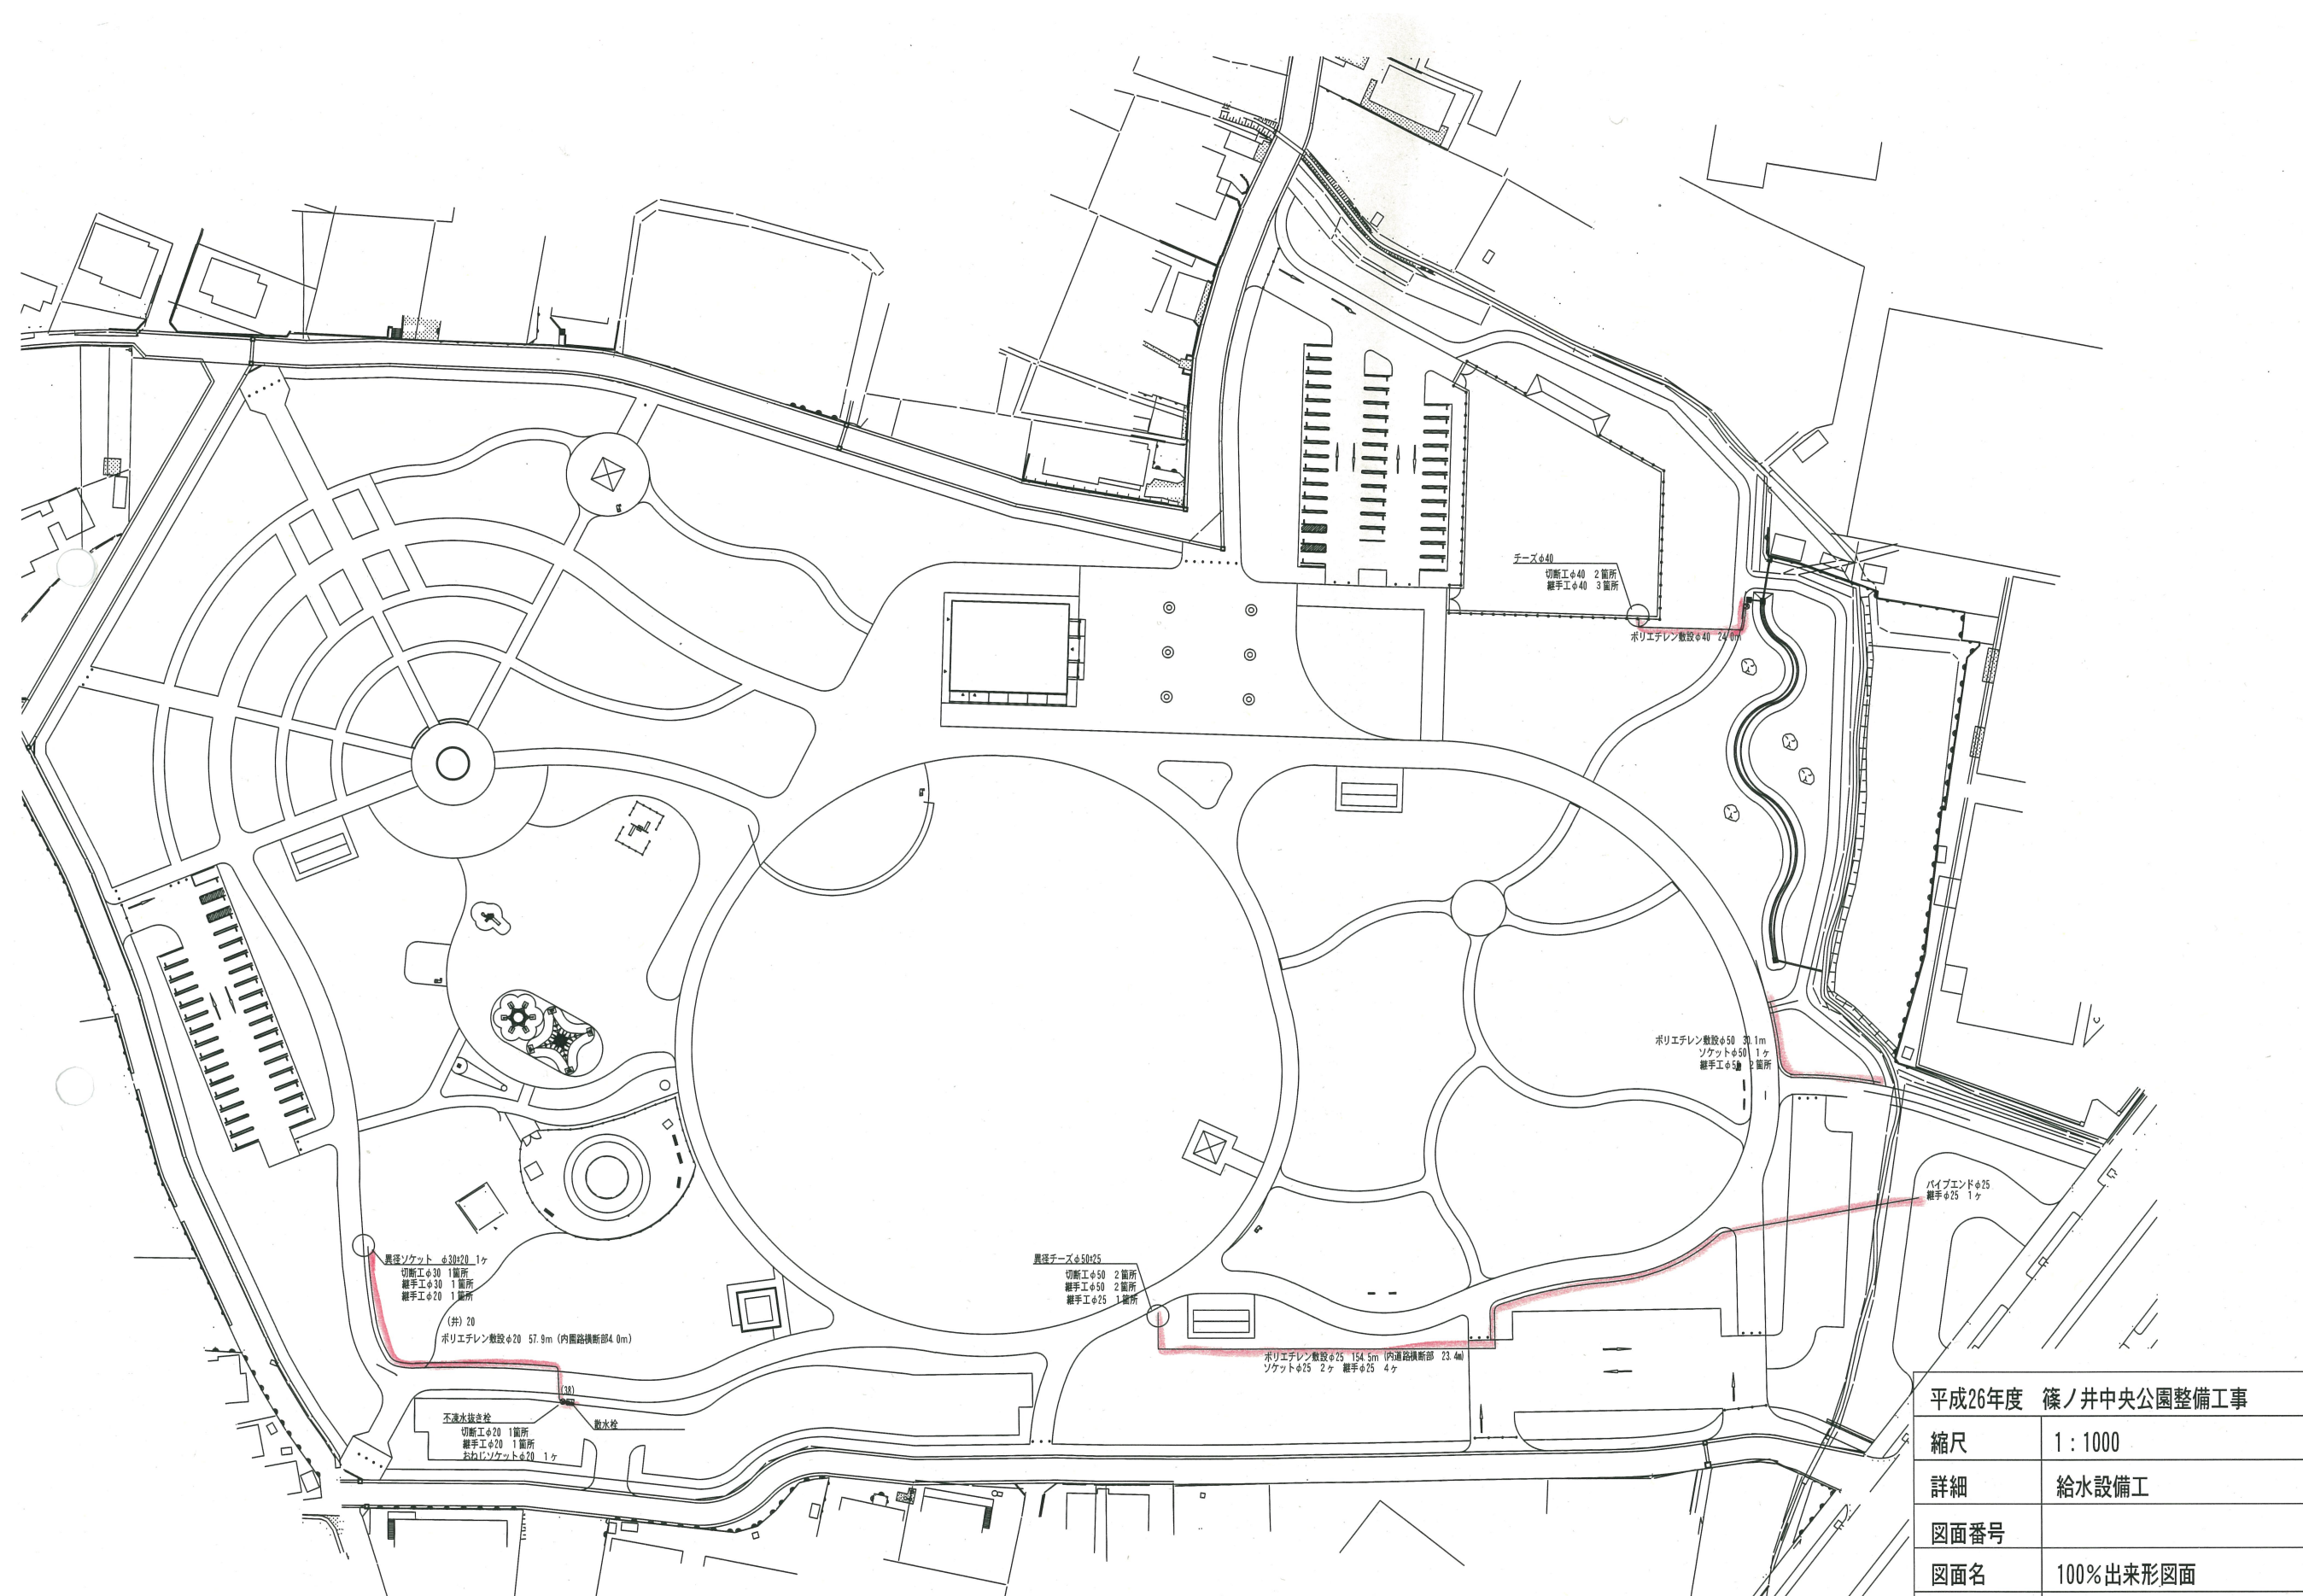 チーズφ40
切断工φ40 2箇所
継手工φ40 3箇所
ポリエチレン敷設φ40 24.0m
ポリエチレン敷設φ50 30.1m
ソケットφ50 1ヶ
継手工φ50 2箇所
パイプエンドφ25
継手φ25 1ヶ
異径ソケット φ30*20 1ヶ
切断工φ30 1箇所
継手工φ30 1箇所
継手工φ20 1箇所
(井) 20
ポリエチレン敷設φ20 57.9m (内園路横断部4.0m)
異径チーズφ50*25
切断工φ50 2箇所
継手工φ50 2箇所
継手工φ25 1箇所
ポリエチレン敷設φ25 154.5m (内道路横断部 23.4m)
ソケットφ25 2ヶ 継手φ25 4ヶ
(38)
不凍水抜き栓
散水栓
切断工φ20 1箇所
継手工φ20 1箇所
おねじソケットφ20 1ヶ
平成26年度 篠ノ井中央公園整備工事
縮尺 1:1000
詳細 給水設備工
図面番号
図面名 100%出来形図面